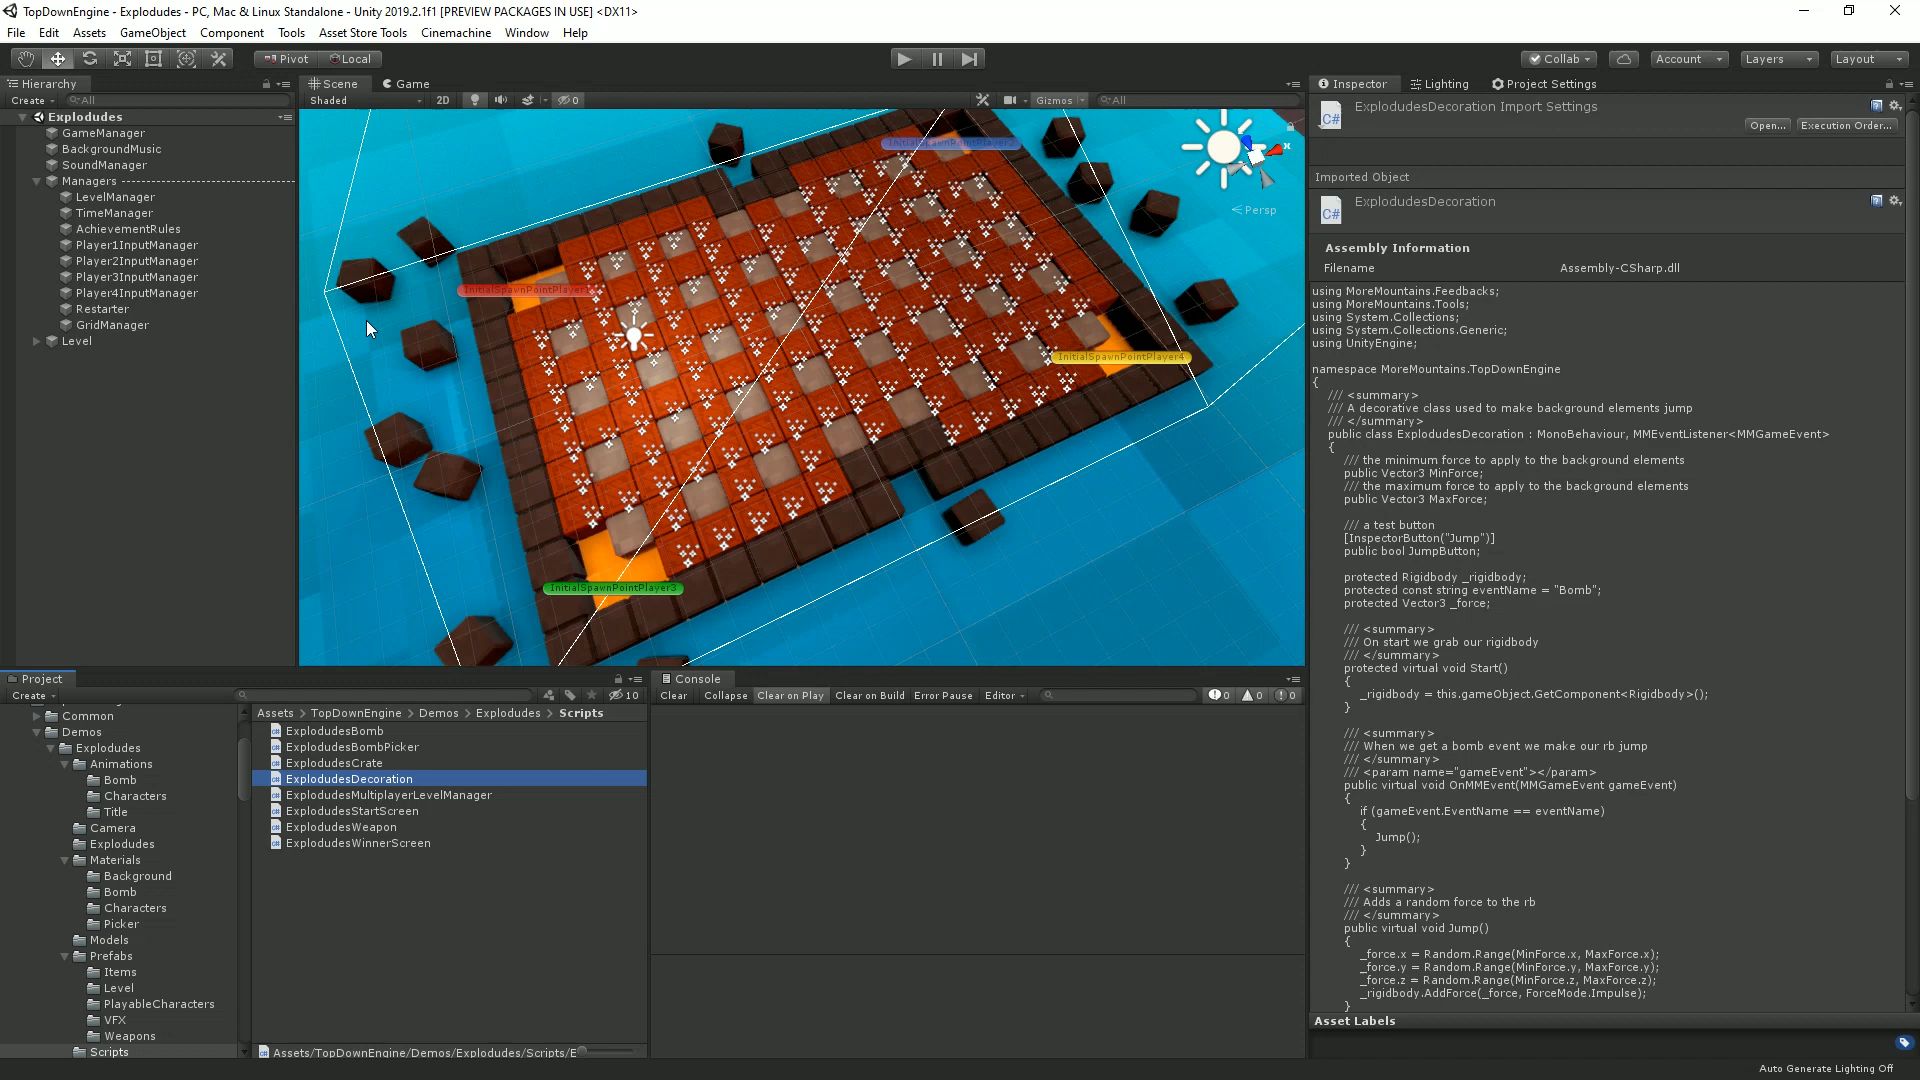 TopDownEngine - Explodudes - PC, Mac & Linux Standalone - Unity 2019.2.1f1 [PREVIEW PACKAGES IN USE] <DX11>
File Edit Assets GameObject Component Tools Asset Store Tools Cinemachine Window Help
Pivot Local Collab Account Layers Layout
Hierarchy
Create All
Explodudes
GameManager
BackgroundMusic
SoundManager
Managers ------------------------------------
LevelManager
TimeManager
AchievementRules
Player1InputManager
Player2InputManager
Player3InputManager
Player4InputManager
Restarter
GridManager
Level
Scene Game
Shaded 2D 0 Gizmos All
InitialSpawnPointPlayer2
x
Persp
InitialSpawnPointPlayer1
InitialSpawnPointPlayer4
InitialSpawnPointPlayer3
Project
Create 10
Common
Demos
Explodudes
Animations
Bomb
Characters
Title
Camera
Explodudes
Materials
Background
Bomb
Characters
Picker
Models
Prefabs
Items
Level
PlayableCharacters
VFX
Weapons
Scripts
Assets > TopDownEngine > Demos > Explodudes > Scripts
ExplodudesBomb
ExplodudesBombPicker
ExplodudesCrate
ExplodudesDecoration
ExplodudesMultiplayerLevelManager
ExplodudesStartScreen
ExplodudesWeapon
ExplodudesWinnerScreen
Assets/TopDownEngine/Demos/Explodudes/Scripts/E
Console
Clear Collapse Clear on Play Clear on Build Error Pause Editor 0 0 0
Inspector Lighting Project Settings
C# ExplodudesDecoration Import Settings
Open... Execution Order...
Imported Object
C# ExplodudesDecoration
Assembly Information
Filename Assembly-CSharp.dll
using MoreMountains.Feedbacks;
using MoreMountains.Tools;
using System.Collections;
using System.Collections.Generic;
using UnityEngine;
namespace MoreMountains.TopDownEngine
{
/// <summary>
/// A decorative class used to make background elements jump
/// </summary>
public class ExplodudesDecoration : MonoBehaviour, MMEventListener<MMGameEvent>
{
/// the minimum force to apply to the background elements
public Vector3 MinForce;
/// the maximum force to apply to the background elements
public Vector3 MaxForce;
/// a test button
[InspectorButton("Jump")]
public bool JumpButton;
protected Rigidbody _rigidbody;
protected const string eventName = "Bomb";
protected Vector3 _force;
/// <summary>
/// On start we grab our rigidbody
/// </summary>
protected virtual void Start()
{
_rigidbody = this.gameObject.GetComponent<Rigidbody>();
}
/// <summary>
/// When we get a bomb event we make our rb jump
/// </summary>
/// <param name="gameEvent"></param>
public virtual void OnMMEvent(MMGameEvent gameEvent)
{
if (gameEvent.EventName == eventName)
{
Jump();
}
}
/// <summary>
/// Adds a random force to the rb
/// </summary>
public virtual void Jump()
{
_force.x = Random.Range(MinForce.x, MaxForce.x);
_force.y = Random.Range(MinForce.y, MaxForce.y);
_force.z = Random.Range(MinForce.z, MaxForce.z);
_rigidbody.AddForce(_force, ForceMode.Impulse);
}
Asset Labels
Auto Generate Lighting Off